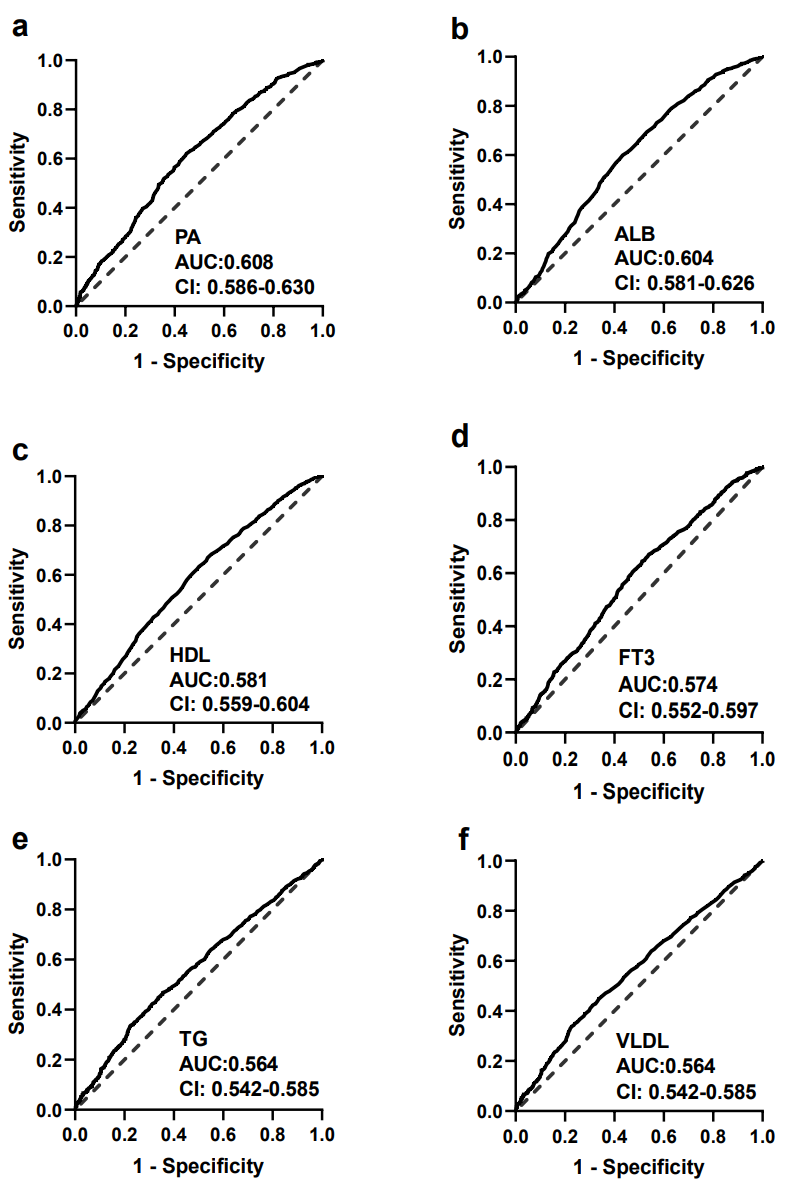 a
1.0
0.8
0.6
0.4
0.2
0.0
Sensitivity
PA
AUC:0.608
CI: 0.586-0.630
0.0 0.2 0.4 0.6 0.8 1.0
1 - Specificity
b
1.0
0.8
0.6
0.4
0.2
0.0
Sensitivity
ALB
AUC:0.604
CI: 0.581-0.626
0.0 0.2 0.4 0.6 0.8 1.0
1 - Specificity
c
1.0
0.8
0.6
0.4
0.2
0.0
Sensitivity
HDL
AUC:0.581
CI: 0.559-0.604
0.0 0.2 0.4 0.6 0.8 1.0
1 - Specificity
d
1.0
0.8
0.6
0.4
0.2
0.0
Sensitivity
FT3
AUC:0.574
CI: 0.552-0.597
0.0 0.2 0.4 0.6 0.8 1.0
1 - Specificity
e
1.0
0.8
0.6
0.4
0.2
0.0
Sensitivity
TG
AUC:0.564
CI: 0.542-0.585
0.0 0.2 0.4 0.6 0.8 1.0
1 - Specificity
f
1.0
0.8
0.6
0.4
0.2
0.0
Sensitivity
VLDL
AUC:0.564
CI: 0.542-0.585
0.0 0.2 0.4 0.6 0.8 1.0
1 - Specificity